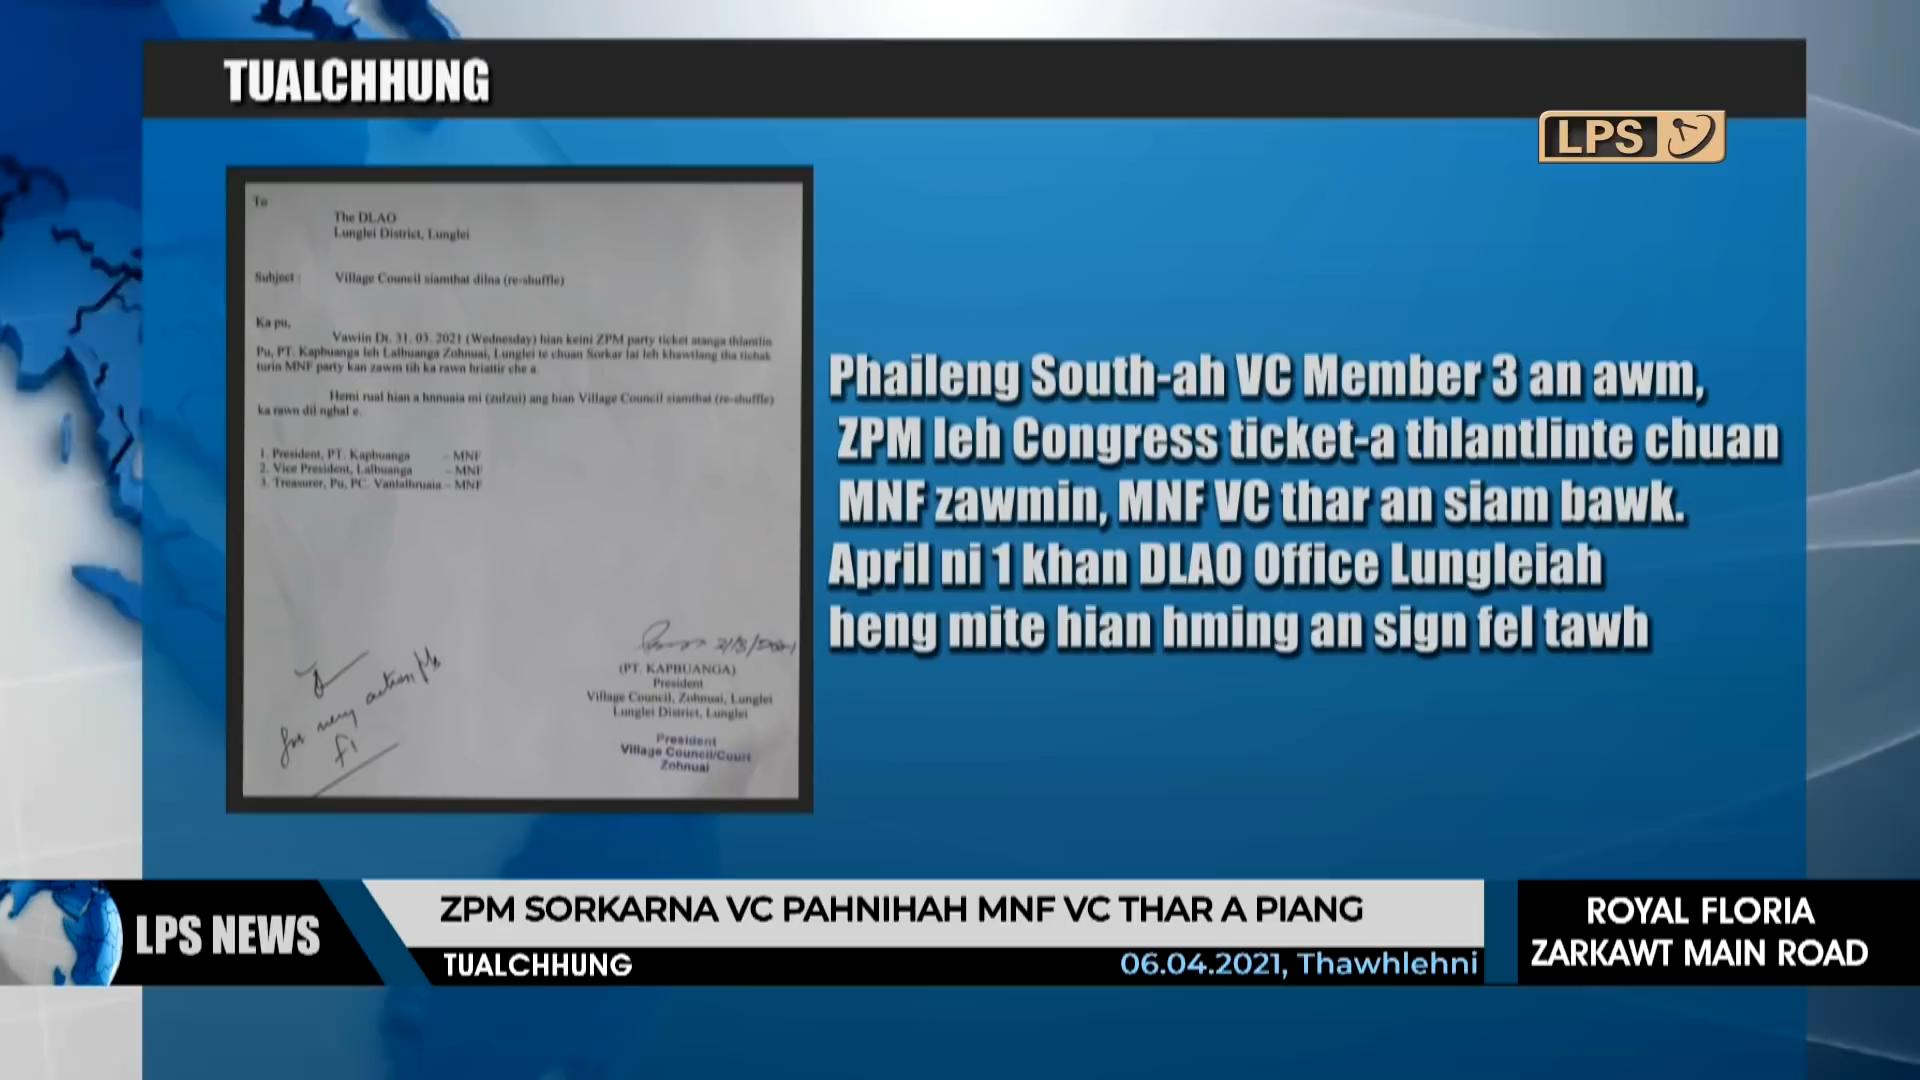 TUALCHHUNG
LPS
To
The DLAO
Lunglei District, Lunglei
Subject : Village Council siamthat dilna (re-shuffle)
Ka pu,
Vawiin Dt. 31. 03. 2021 (Wednesday) hian keini ZPM party ticket atanga thlantlin
Pu, PT. Kapbuanga leh Lalbuanga Zohnuai, Lunglei te chuan Sorkar lai leh khawtlang tha tichak
turin MNF party kan zawm tih ka rawn hriattir che a.
Hemi rual hian a hnuaia mi (zulzui) ang hian Village Council siamthat (re-shuffle)
ka rawn dil nghal e.
1. President, PT. Kapbuanga - MNF
2. Vice President, Lalbuanga - MNF
3. Treasurer, Pu, PC. Vantalhruaia - MNF
(PT. KAPBUANGA)
President
Village Council, Zohnuai, Lunglei
Lunglei District, Lunglei
President
Village Council/Court
Zohnuai
Phaileng South-ah VC Member 3 an awm,
ZPM leh Congress ticket-a thlantlinte chuan
MNF zawmin, MNF VC thar an siam bawk.
April ni 1 khan DLAO Office Lungleiah
heng mite hian hming an sign fel tawh
LPS NEWS
ZPM SORKARNA VC PAHNIHAH MNF VC THAR A PIANG
TUALCHHUNG
06.04.2021, Thawhlehni
ROYAL FLORIA
ZARKAWT MAIN ROAD